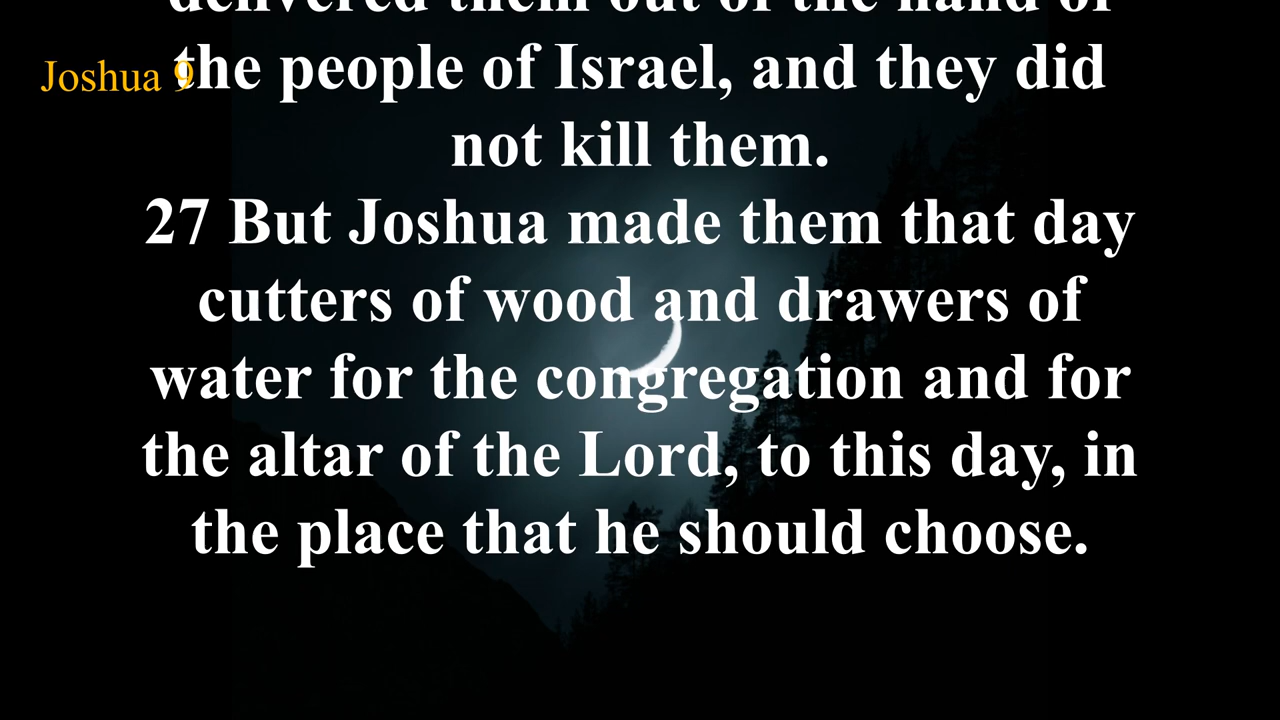 delivered them out of the hand of
Joshua 9
the people of Israel, and they did
not kill them.
27 But Joshua made them that day
cutters of wood and drawers of
water for the congregation and for
the altar of the Lord, to this day, in
the place that he should choose.